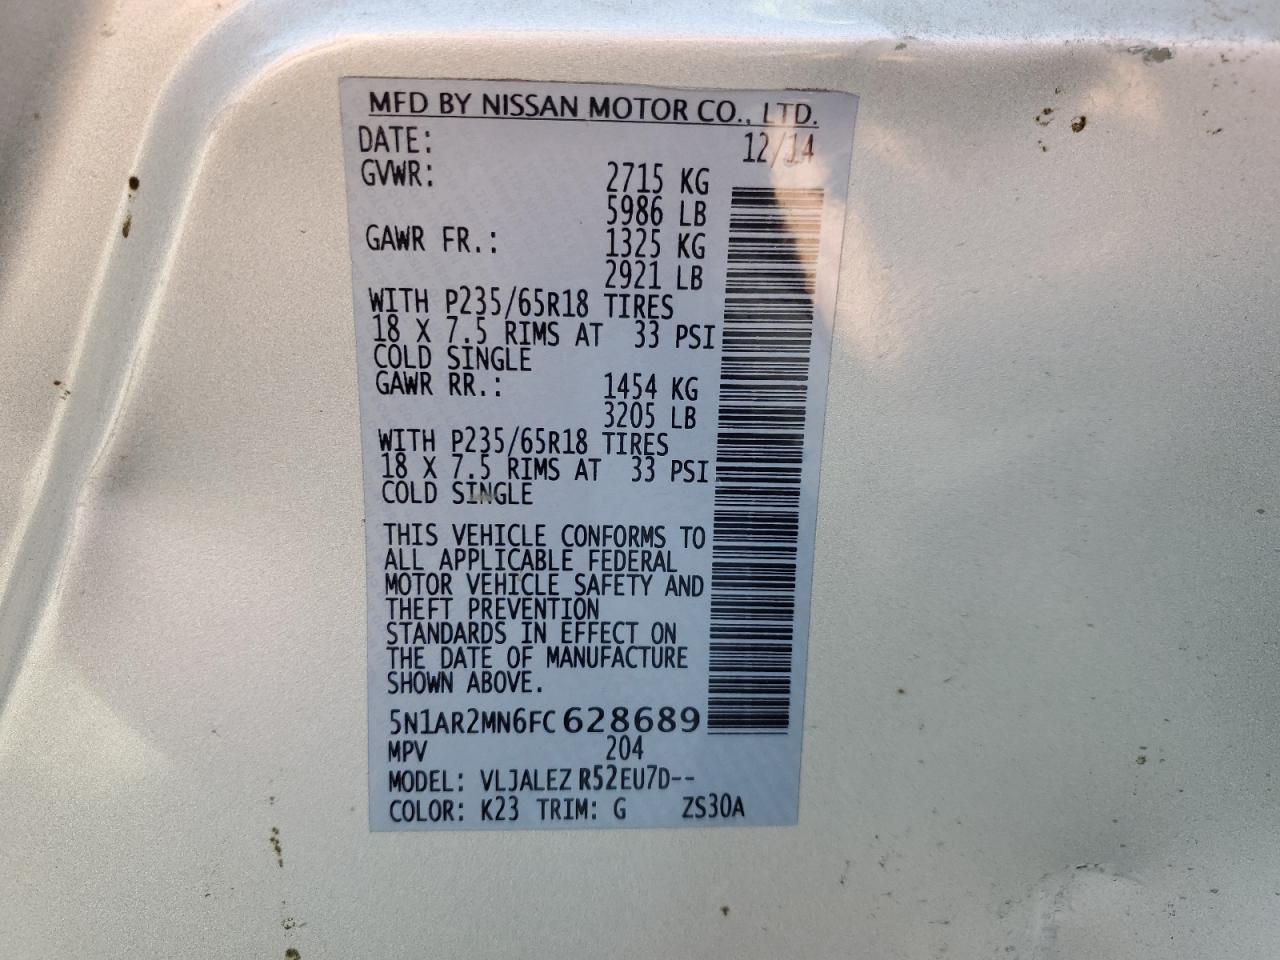 MFD BY NISSAN MOTOR CO., LTD.
DATE: 12/14
GVWR: 2715 KG
5986 LB
GAWR FR.: 1325 KG
2921 LB
WITH P235/65R18 TIRES
18 X 7.5 RIMS AT 33 PSI
COLD SINGLE
GAWR RR.: 1454 KG
3205 LB
WITH P235/65R18 TIRES
18 X 7.5 RIMS AT 33 PSI
COLD SINGLE
THIS VEHICLE CONFORMS TO
ALL APPLICABLE FEDERAL
MOTOR VEHICLE SAFETY AND
THEFT PREVENTION
STANDARDS IN EFFECT ON
THE DATE OF MANUFACTURE
SHOWN ABOVE.
5N1AR2MN6FC628689
MPV 204
MODEL: VLJALEZ R52EU7D--
COLOR: K23 TRIM: G ZS30A